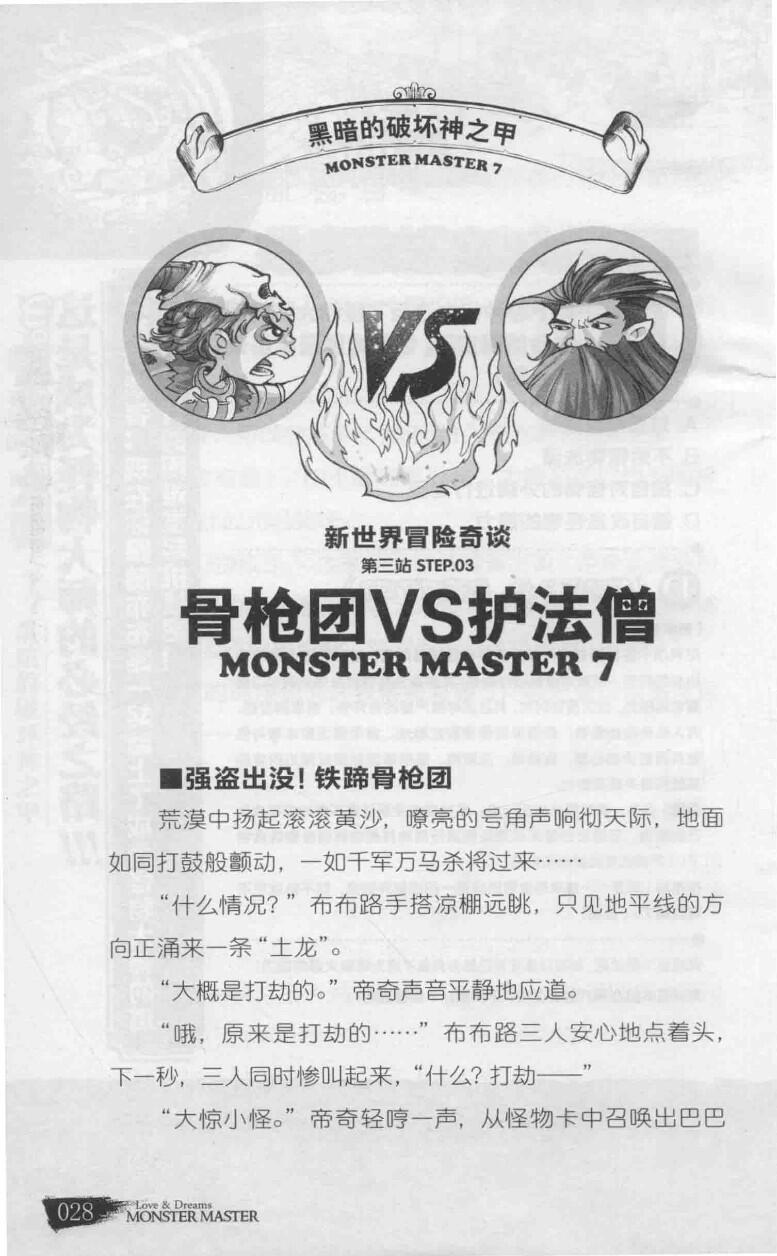 黑暗的破坏神之甲
MONSTER MASTER 7
VS
新世界冒险奇谈
第三站 STEP.03
骨枪团VS护法僧
MONSTER MASTER 7
■强盗出没！铁蹄骨枪团
荒漠中扬起滚滚黄沙，嘹亮的号角声响彻天际，地面
如同打鼓般颤动，一如千军万马杀将过来……
“什么情况？”布布路手搭凉棚远眺，只见地平线的方
向正涌来一条“土龙”。
“大概是打劫的。”帝奇声音平静地应道。
“哦，原来是打劫的……”布布路三人安心地点着头，
下一秒，三人同时惨叫起来，“什么？打劫——”
“大惊小怪。”帝奇轻哼一声，从怪物卡中召唤出巴巴
028
Love & Dreams
MONSTER MASTER